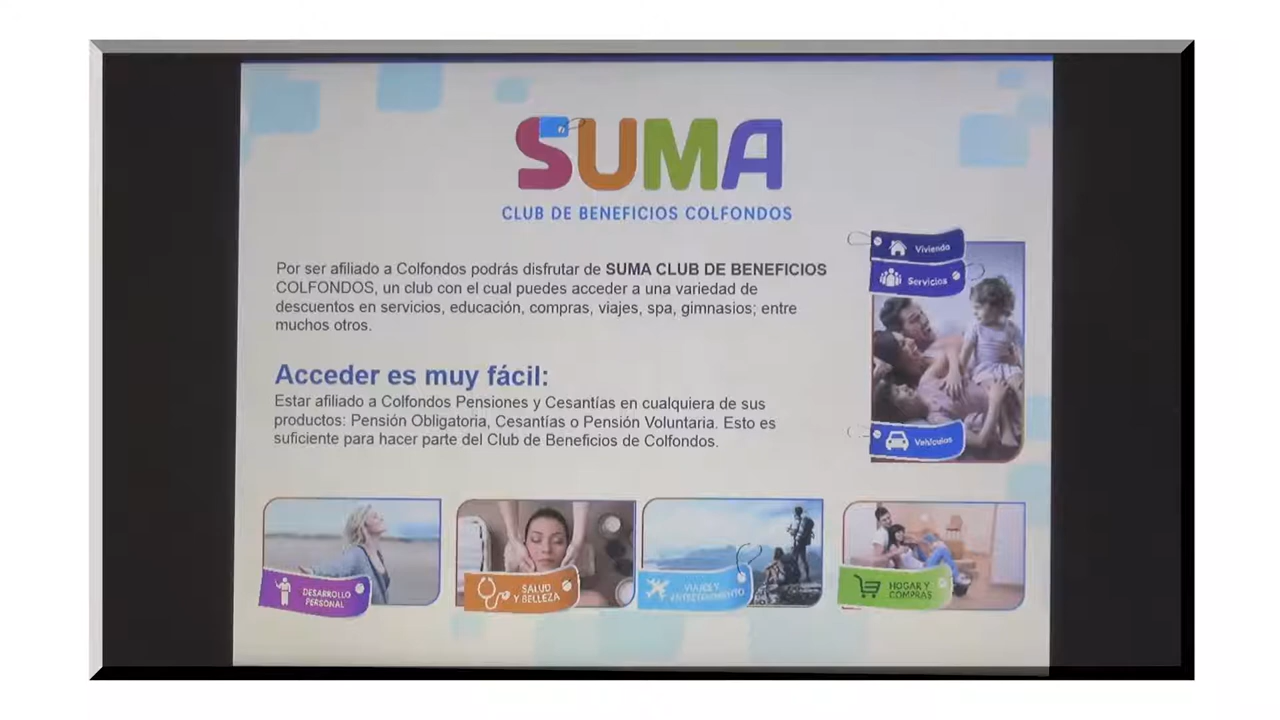 SUMA
CLUB DE BENEFICIOS COLFONDOS
Por ser afiliado a Colfondos podrás disfrutar de SUMA CLUB DE BENEFICIOS
COLFONDOS, un club con el cual puedes acceder a una variedad de
descuentos en servicios, educación, compras, viajes, spa, gimnasios; entre
muchos otros.
Acceder es muy fácil:
Estar afiliado a Colfondos Pensiones y Cesantías en cualquiera de sus
productos: Pensión Obligatoria, Cesantías o Pensión Voluntaria. Esto es
suficiente para hacer parte del Club de Beneficios de Colfondos.
Vivienda
Servicios
Vehículos
DESARROLLO
PERSONAL
SALUD
Y BELLEZA
VIAJES Y
ENTRETENIMIENTO
HOGAR Y
COMPRAS